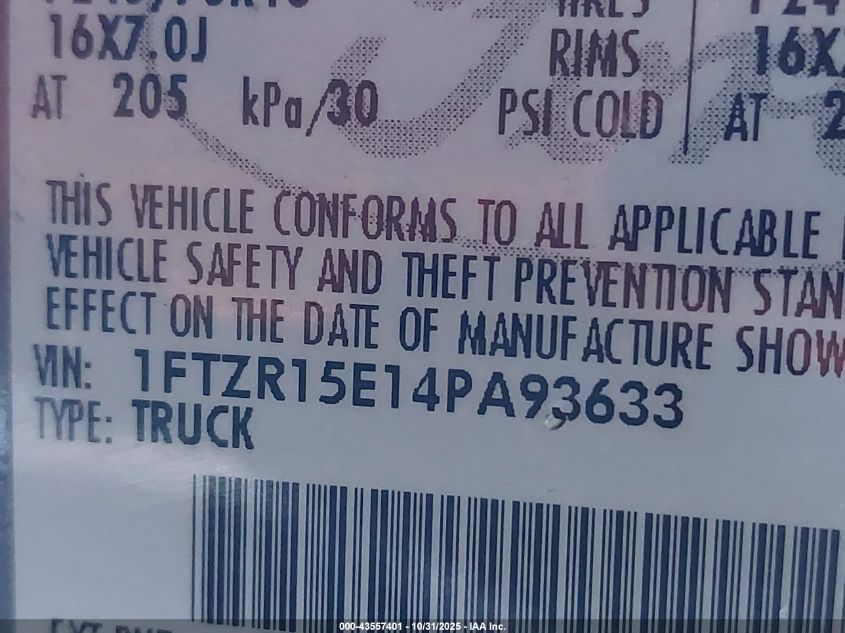 16X7.0J RIMS 16X
AT 205 kPa/30 PSI COLD AT 2
THIS VEHICLE CONFORMS TO ALL APPLICABLE
VEHICLE SAFETY AND THEFT PREVENTION STAN
EFFECT ON THE DATE OF MANUFACTURE SHOW
VIN: 1FTZR15E14PA93633
TYPE: TRUCK
000-43557401 - 10/31/2025 - IAA Inc.